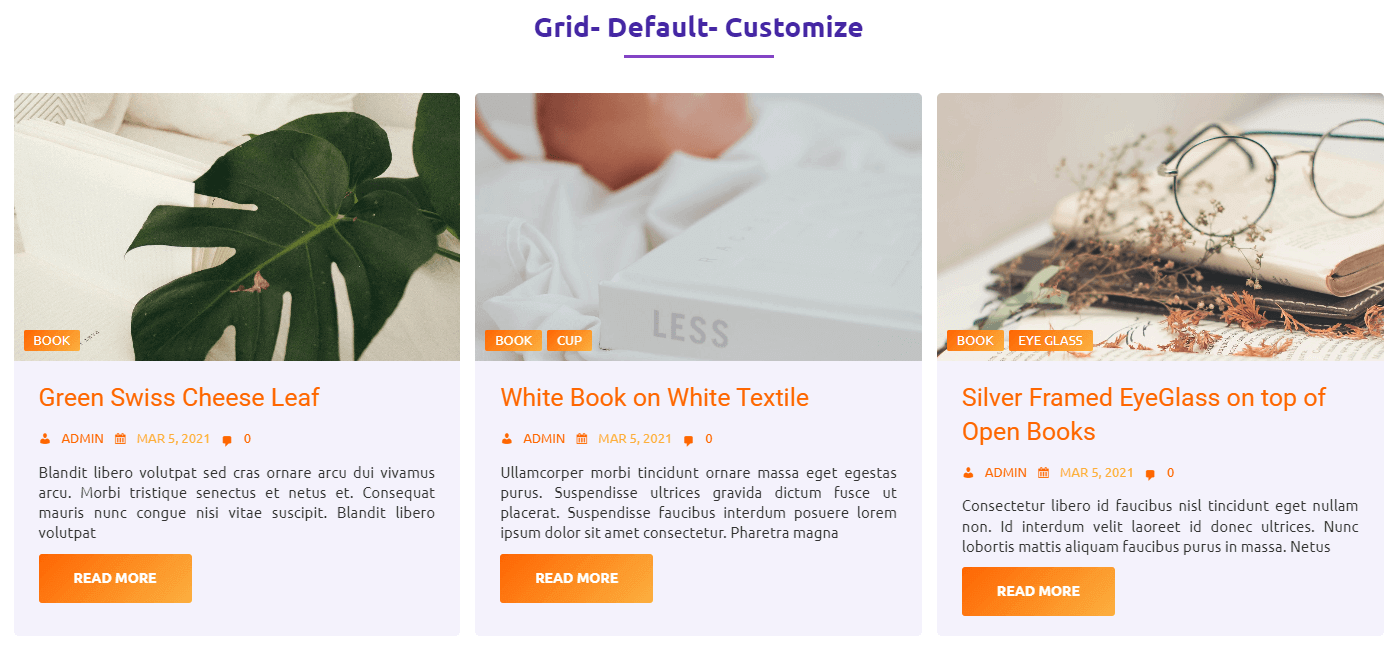 Grid- Default- Customize
LESS
BOOK
BOOK
CUP
BOOK
EYE GLASS
Green Swiss Cheese Leaf
ADMIN
MAR 5, 2021
0
Blandit libero volutpat sed cras ornare arcu dui vivamus
arcu. Morbi tristique senectus et netus et. Consequat
mauris nunc congue nisi vitae suscipit. Blandit libero
volutpat
READ MORE
White Book on White Textile
ADMIN
MAR 5, 2021
0
Ullamcorper morbi tincidunt ornare massa eget egestas
purus. Suspendisse ultrices gravida dictum fusce ut
placerat. Suspendisse faucibus interdum posuere lorem
ipsum dolor sit amet consectetur. Pharetra magna
READ MORE
Silver Framed EyeGlass on top of
Open Books
ADMIN
MAR 5, 2021
0
Consectetur libero id faucibus nisl tincidunt eget nullam
non. Id interdum velit laoreet id donec ultrices. Nunc
lobortis mattis aliquam faucibus purus in massa. Netus
READ MORE